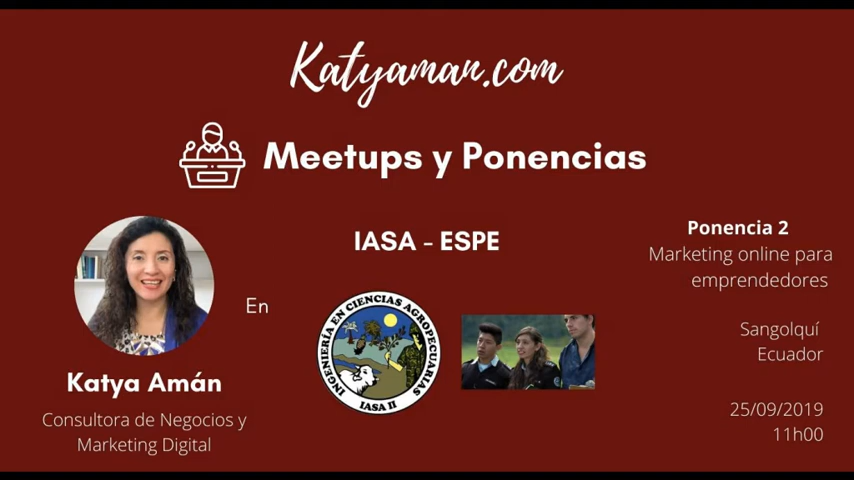 Katyaman.com
Meetups y Ponencias
IASA - ESPE
Ponencia 2
Marketing online para
emprendedores
En
INGENIERÍA EN CIENCIAS AGROPECUARIAS
IASA II
Sangolquí
Ecuador
Katya Amán
Consultora de Negocios y
Marketing Digital
25/09/2019
11h00